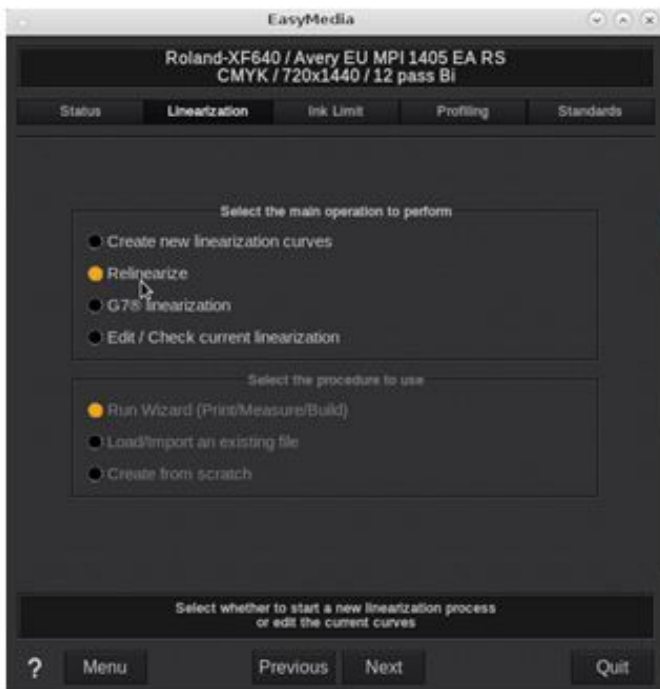 EasyMedia
Roland-XF640 / Avery EU MPI 1405 EA RS
CMYK / 720x1440 / 12 pass Bi
Status Linearization Ink Limit Profiling Standards
Select the main operation to perform
Create new linearization curves
Relinearize
G7® linearization
Edit / Check current linearization
Select the procedure to use
Run Wizard (Print/Measure/Build)
Load/Import an existing file
Create from scratch
Select whether to start a new linearization process
or edit the current curves
? Menu Previous Next Quit